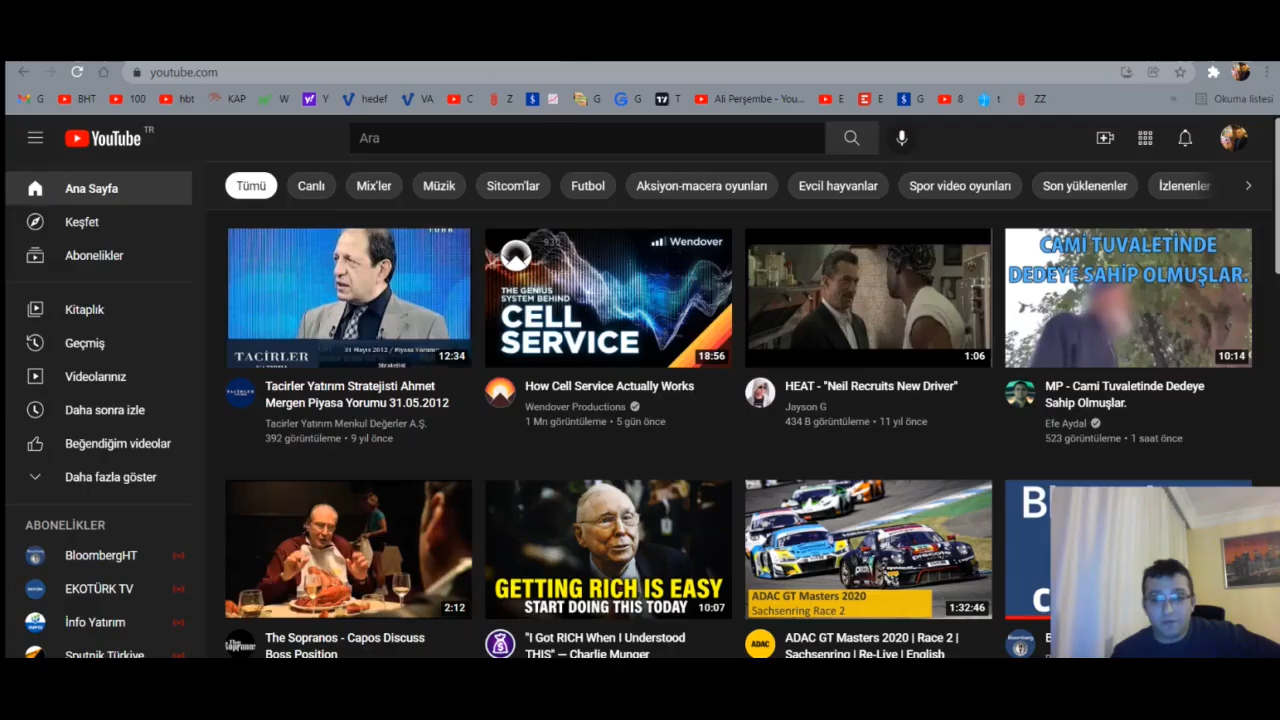 youtube.com
G BHT 100 hbt KAP W Y hedef VA C Z G G T Ali Perşembe - You... E E G 8 t ZZ » Okuma listesi
YouTube TR
Ara
Ana Sayfa
Keşfet
Abonelikler
Kitaplık
Geçmiş
Videolarınız
Daha sonra izle
Beğendiğim videolar
Daha fazla göster
ABONELİKLER
BloombergHT
EKOTÜRK TV
İnfo Yatırım
Sputnik Türkiye
Tümü Canlı Mix'ler Müzik Sitcom'lar Futbol Aksiyon-macera oyunları Evcil hayvanlar Spor video oyunları Son yüklenenler İzlenenler
TACİRLER
31 Mayıs 2012 / Piyasa Yorumu
Stratejist
12:34
Tacirler Yatırım Stratejisti Ahmet
Mergen Piyasa Yorumu 31.05.2012
Tacirler Yatırım Menkul Değerler A.Ş.
392 görüntüleme • 9 yıl önce
Wendover
THE GENIUS
SYSTEM BEHIND
CELL
SERVICE
18:56
How Cell Service Actually Works
Wendover Productions
1 Mn görüntüleme • 5 gün önce
1:06
HEAT - "Neil Recruits New Driver"
Jayson G
434 B görüntüleme • 11 yıl önce
CAMİ TUVALETİNDE
DEDEYE SAHİP OLMUŞLAR.
10:14
MP - Cami Tuvaletinde Dedeye
Sahip Olmuşlar.
Efe Aydal
523 görüntüleme • 1 saat önce
2:12
The Sopranos - Capos Discuss
Boss Position
GETTING RICH IS EASY
START DOING THIS TODAY
10:07
"I Got RICH When I Understood
THIS" — Charlie Munger
ADAC GT Masters 2020
Sachsenring Race 2
1:32:46
ADAC
ADAC GT Masters 2020 | Race 2 |
Sachsenring | Re-Live | English
Bloomberg